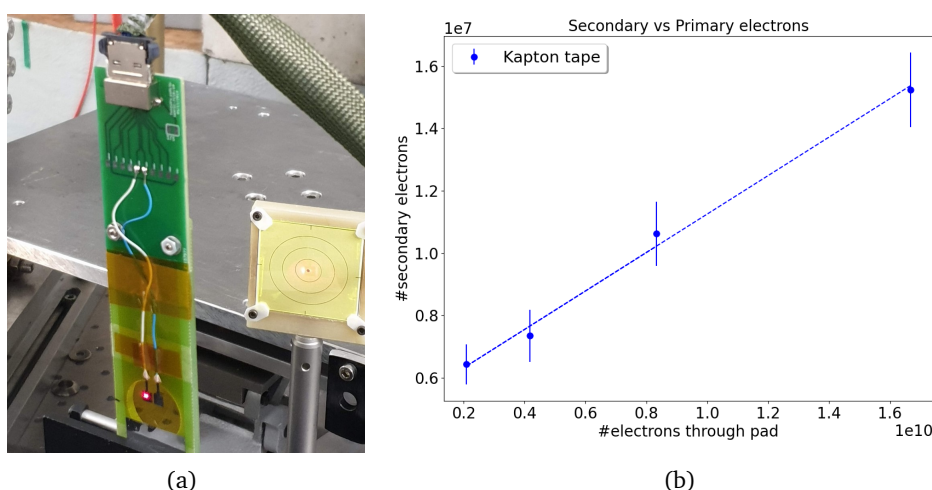 Secondary vs Primary electrons
1e7
Kapton tape
1.6
1.4
1.2
1.0
0.8
0.6
#secondary electrons
0.2 0.4 0.6 0.8 1.0 1.2 1.4 1.6
#electrons through pad
1e10
(a)
(b)